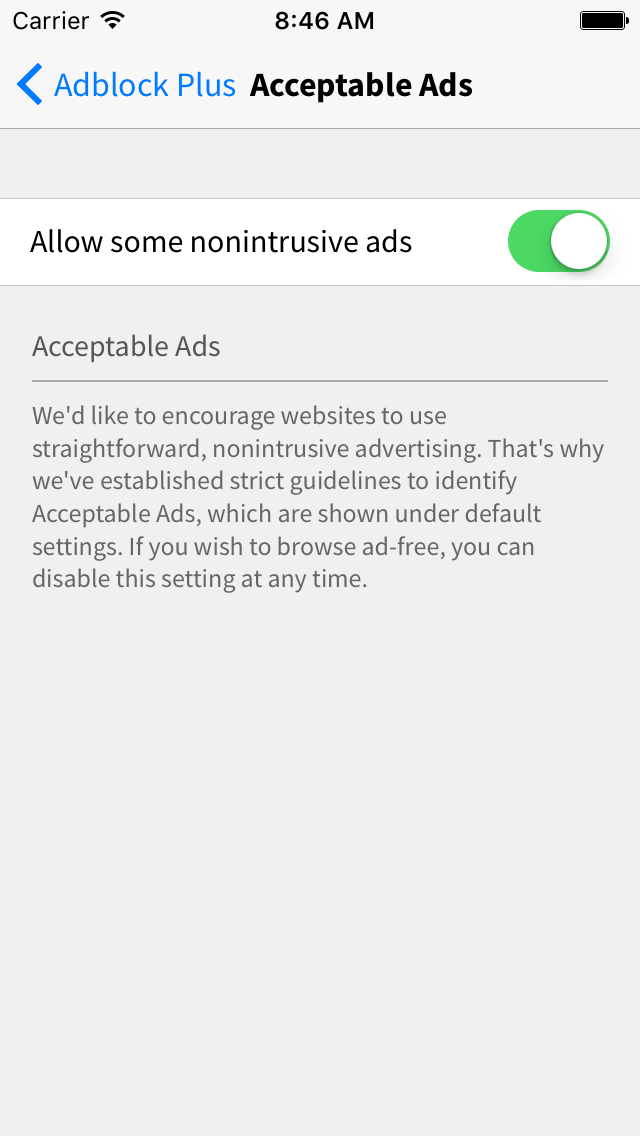 Carrier 8:46 AM
Adblock Plus Acceptable Ads
Allow some nonintrusive ads
Acceptable Ads
We'd like to encourage websites to use
straightforward, nonintrusive advertising. That's why
we've established strict guidelines to identify
Acceptable Ads, which are shown under default
settings. If you wish to browse ad-free, you can
disable this setting at any time.